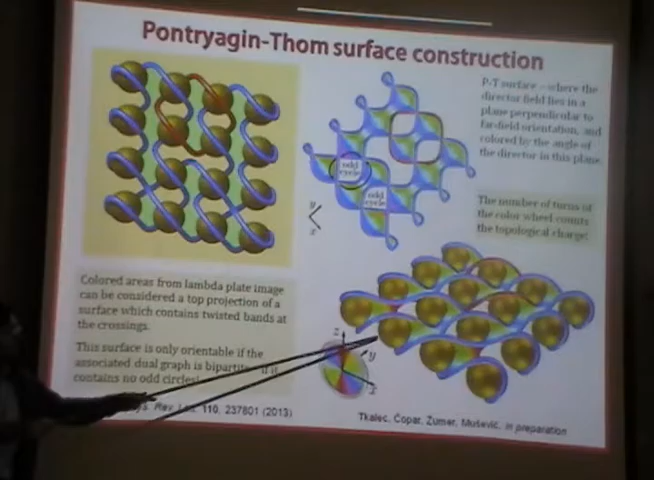 Pontryagin-Thom surface construction
P-T surface - where the
director field lies in a
plane perpendicular to
far-field orientation, and
colored by the angle of
the director in this plane.
odd
cycle
odd
cycle
y
x
The number of turns of
the color wheel counts
the topological charge!
Colored areas from lambda plate image
can be considered a top projection of a
surface which contains twisted bands at
the crossings.
This surface is only orientable if the
associated dual graph is bipartite
contains no odd circles!
z
y
x
Rev. Lett. 110, 237801 (2013)
Tkalec, Čopar, Žumer, Muševič, in preparation